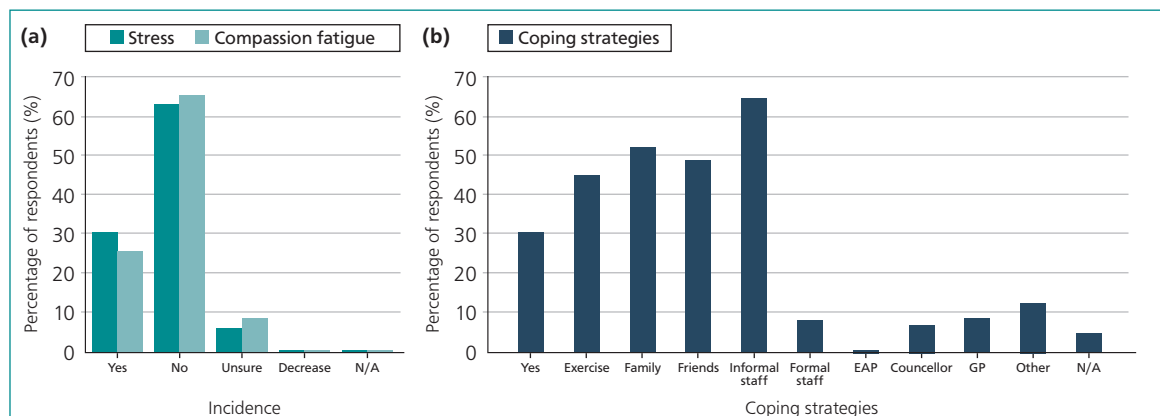 (a)
Stress
Compassion fatigue
Percentage of respondents (%)
70
60
50
40
30
20
10
0
Yes
No
Unsure
Decrease
N/A
Incidence
(b)
Coping strategies
Percentage of respondents (%)
70
60
50
40
30
20
10
0
Yes
Exercise
Family
Friends
Informal
staff
Formal
staff
EAP
Councellor
GP
Other
N/A
Coping strategies